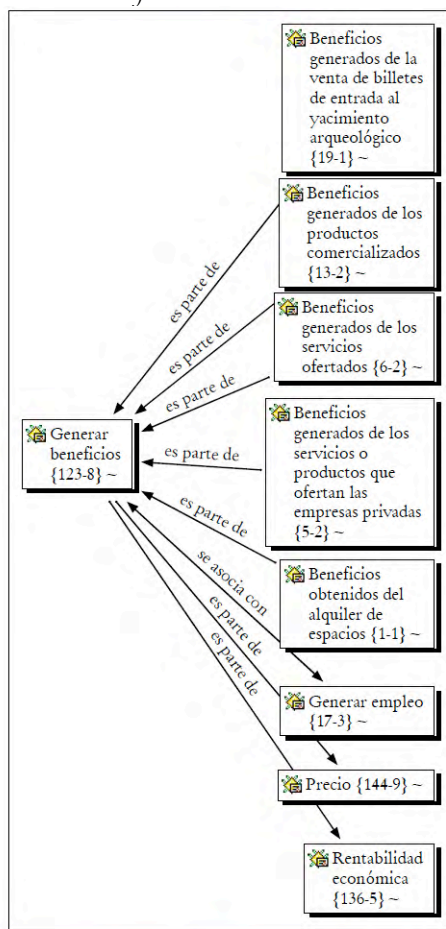 Beneficios
generados de la
venta de billetes
de entrada al
yacimiento
arqueológico
{19-1} ~
Beneficios
generados de los
productos
comercializados
{13-2} ~
es parte de
es parte de
Beneficios
generados de los
servicios
ofertados {6-2} ~
es parte de
Generar
beneficios
{123-8} ~
es parte de
Beneficios
generados de los
servicios o
productos que
ofertan las
empresas privadas
{5-2} ~
es parte de
Beneficios
obtenidos del
alquiler de
espacios {1-1} ~
se asocia con
es parte de
es parte de
Generar empleo
{17-3} ~
Precio {144-9} ~
Rentabilidad
económica
{136-5} ~